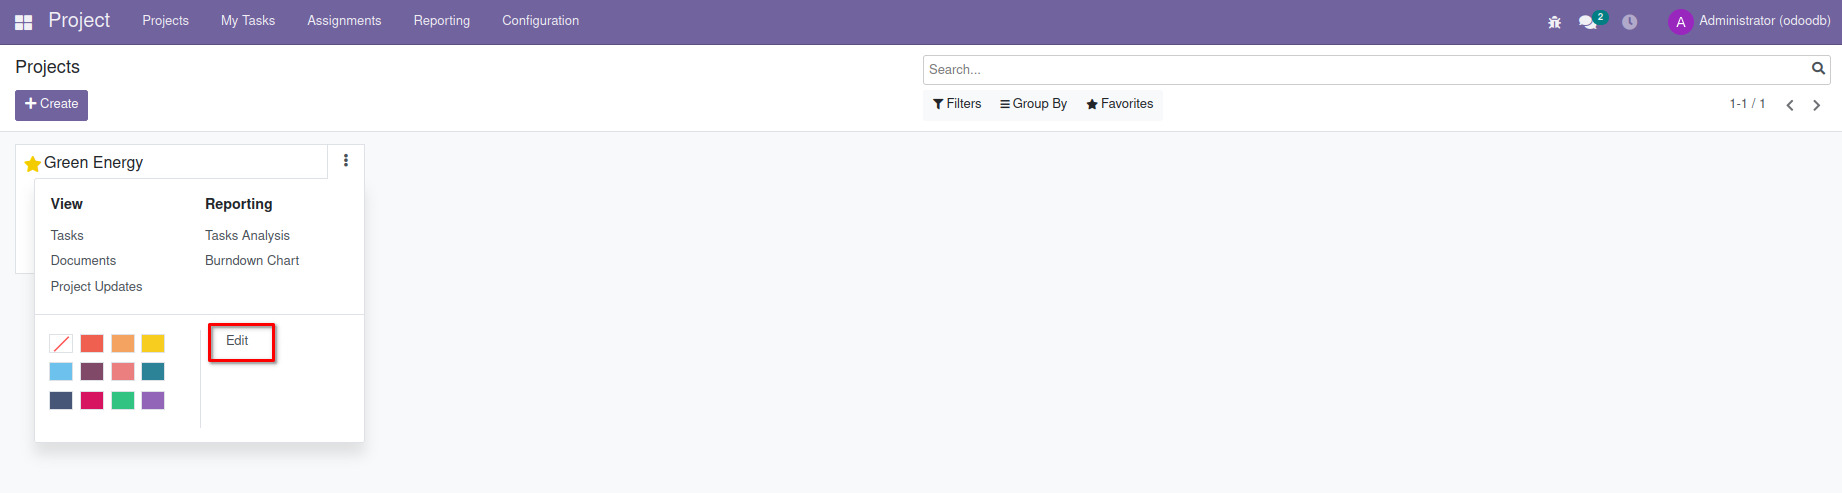 Project Projects My Tasks Assignments Reporting Configuration 2 A Administrator (odoodb)
Projects
Search...
Create
Filters Group By Favorites 1-1 / 1
Green Energy
View Reporting
Tasks Tasks Analysis
Documents Burndown Chart
Project Updates
Edit